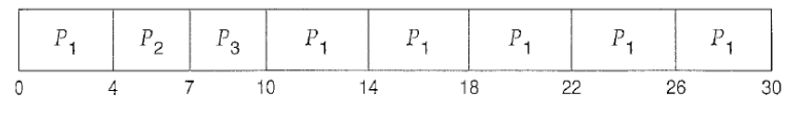 P₁ P₂ P₃ P₁ P₁ P₁ P₁ P₁
0 4 7 10 14 18 22 26 30